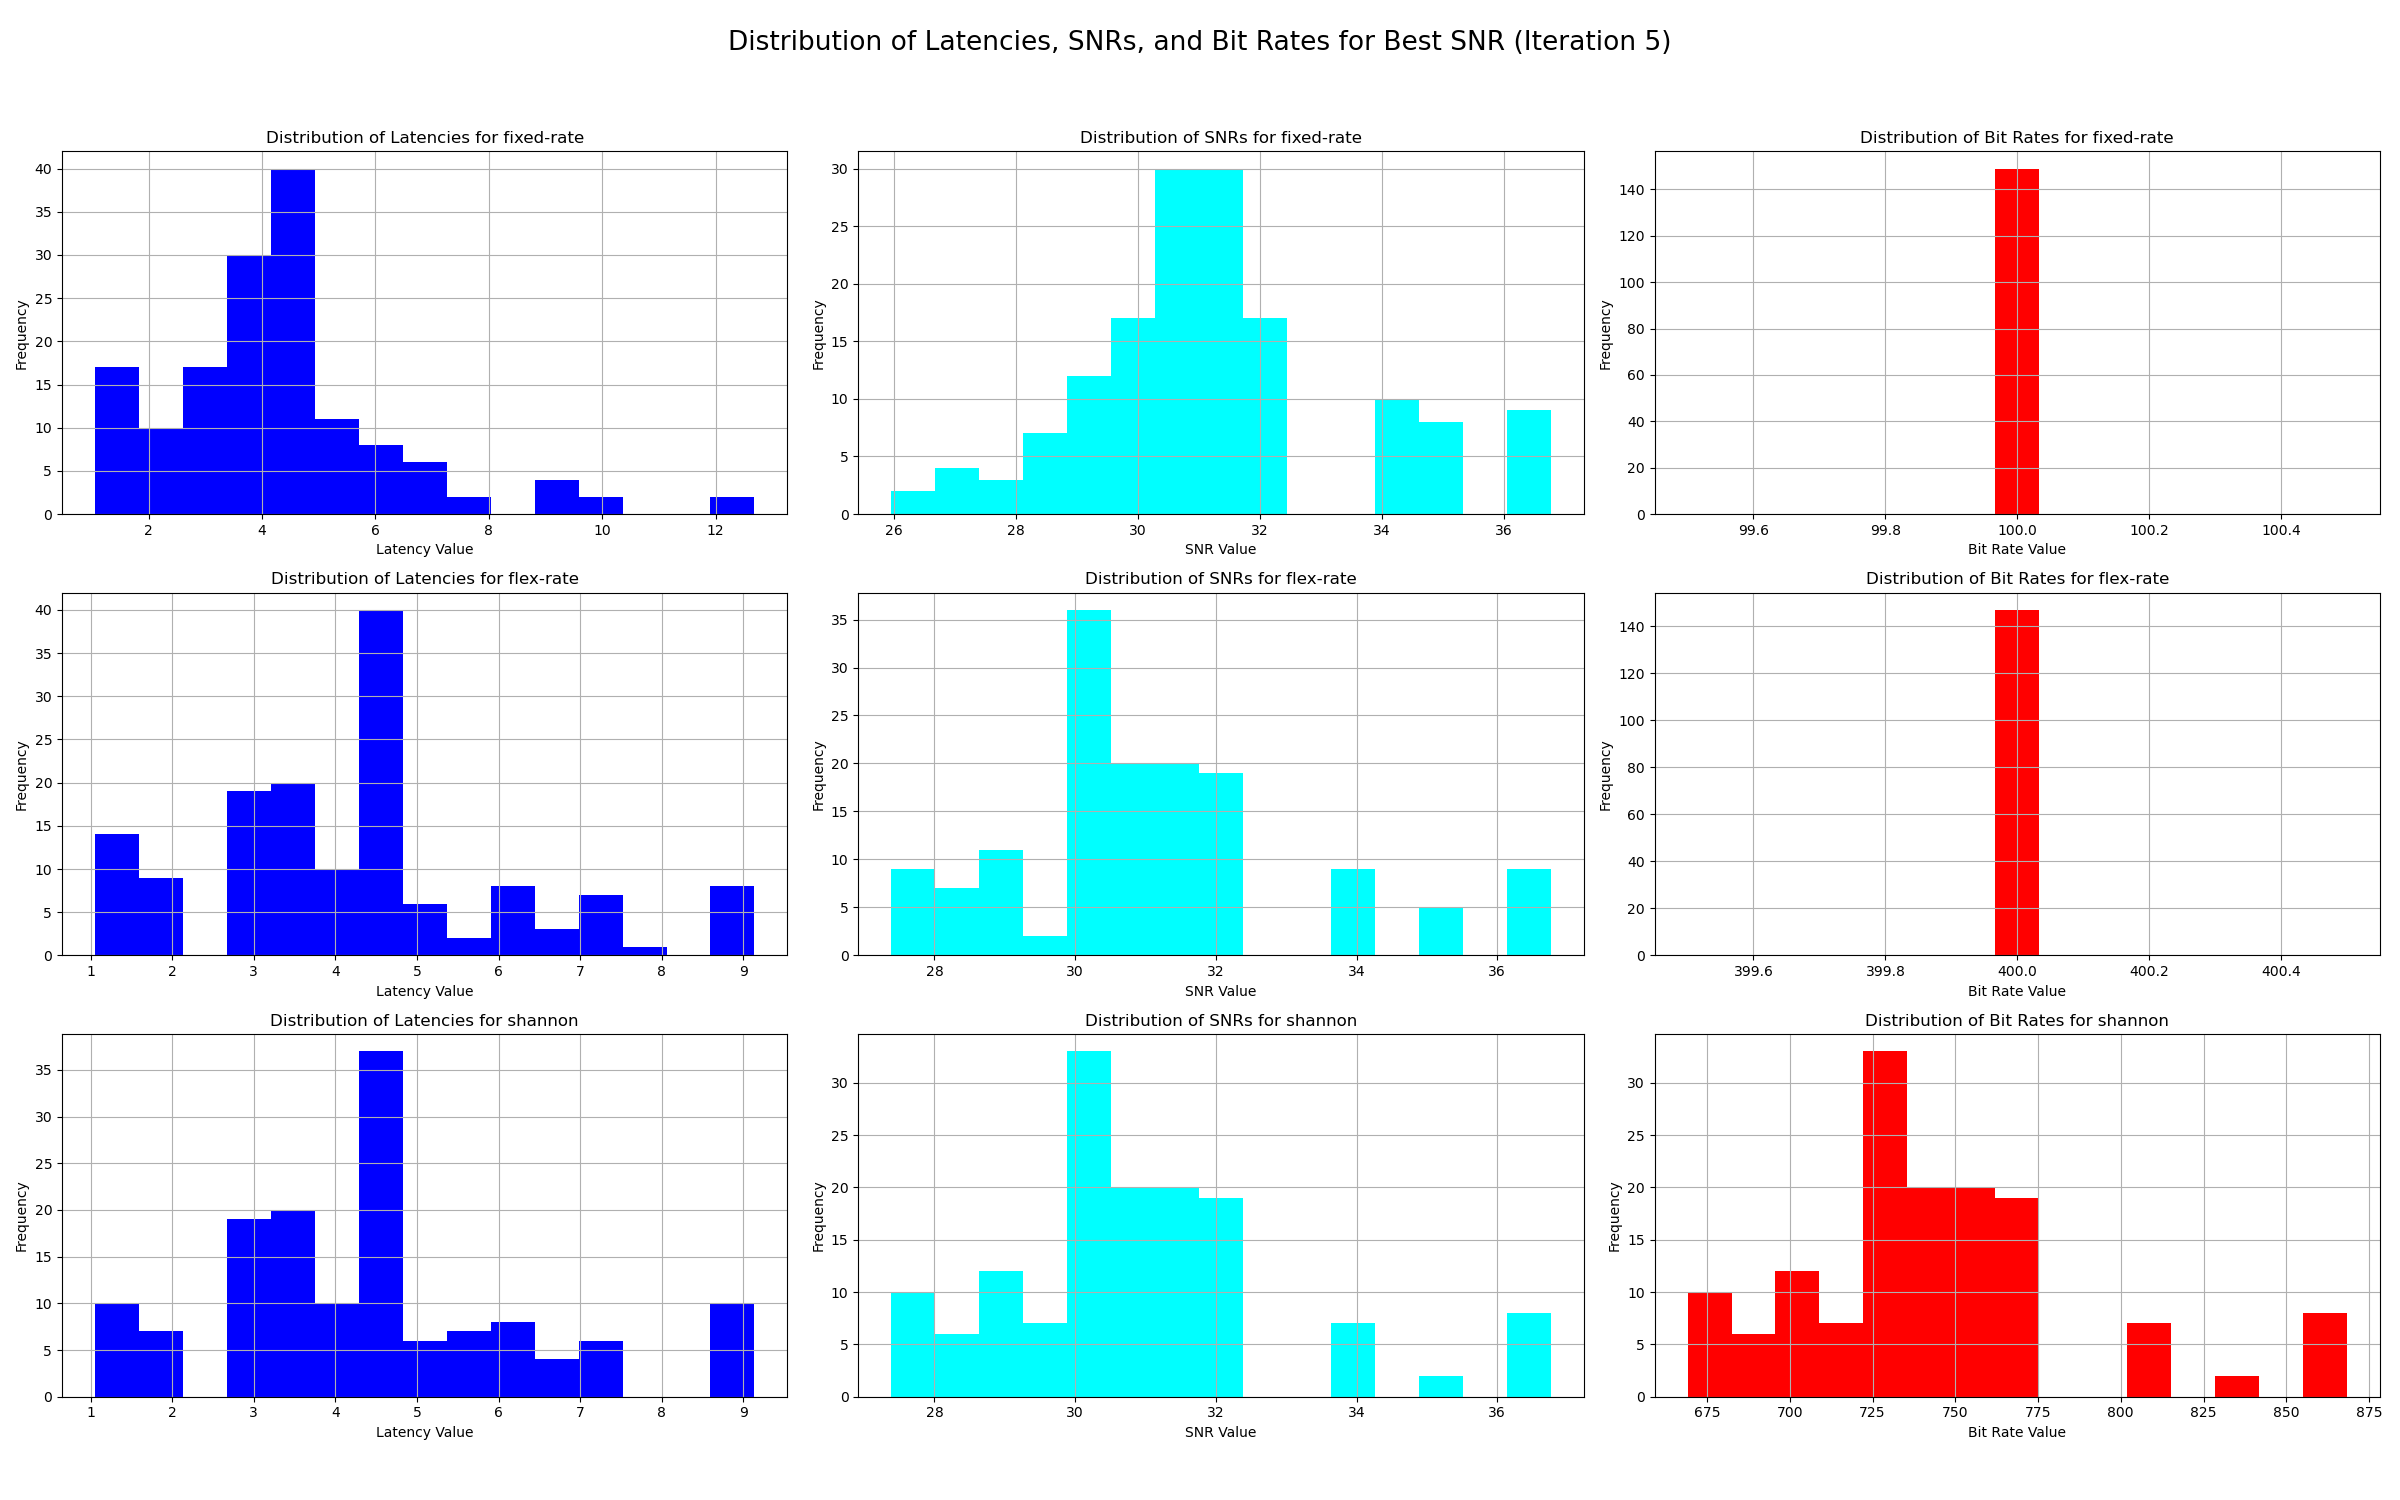 Distribution of Latencies, SNRs, and Bit Rates for Best SNR (Iteration 5)
Distribution of Latencies for fixed-rate
Frequency
40
35
30
25
20
15
10
5
0
2 4 6 8 10 12
Latency Value
Distribution of SNRs for fixed-rate
Frequency
30
25
20
15
10
5
0
26 28 30 32 34 36
SNR Value
Distribution of Bit Rates for fixed-rate
Frequency
140
120
100
80
60
40
20
0
99.6 99.8 100.0 100.2 100.4
Bit Rate Value
Distribution of Latencies for flex-rate
Frequency
40
35
30
25
20
15
10
5
0
1 2 3 4 5 6 7 8 9
Latency Value
Distribution of SNRs for flex-rate
Frequency
35
30
25
20
15
10
5
0
28 30 32 34 36
SNR Value
Distribution of Bit Rates for flex-rate
Frequency
140
120
100
80
60
40
20
0
399.6 399.8 400.0 400.2 400.4
Bit Rate Value
Distribution of Latencies for shannon
Frequency
35
30
25
20
15
10
5
0
1 2 3 4 5 6 7 8 9
Latency Value
Distribution of SNRs for shannon
Frequency
30
25
20
15
10
5
0
28 30 32 34 36
SNR Value
Distribution of Bit Rates for shannon
Frequency
30
25
20
15
10
5
0
675 700 725 750 775 800 825 850 875
Bit Rate Value